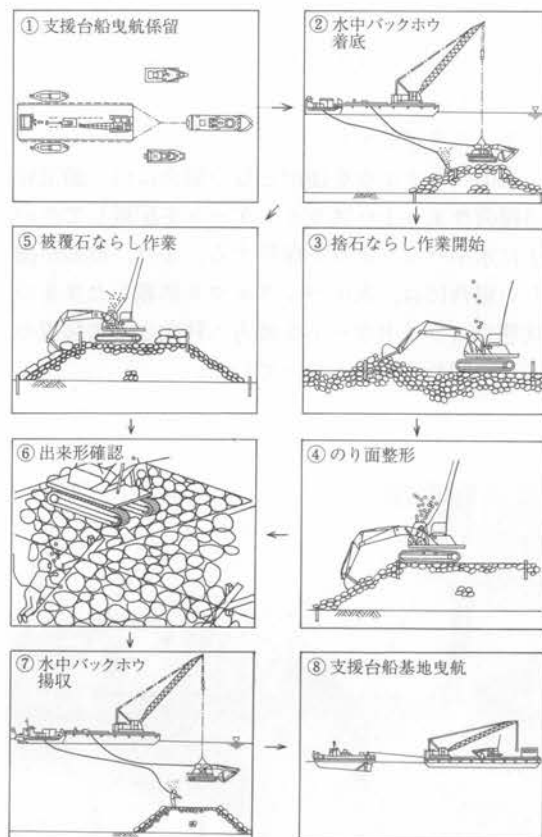 ① 支援台船曳航係留
② 水中バックホウ
着底
③ 捨石ならし作業開始
④ のり面整形
⑤ 被覆石ならし作業
⑥ 出来形確認
⑦ 水中バックホウ
揚収
⑧ 支援台船基地曳航